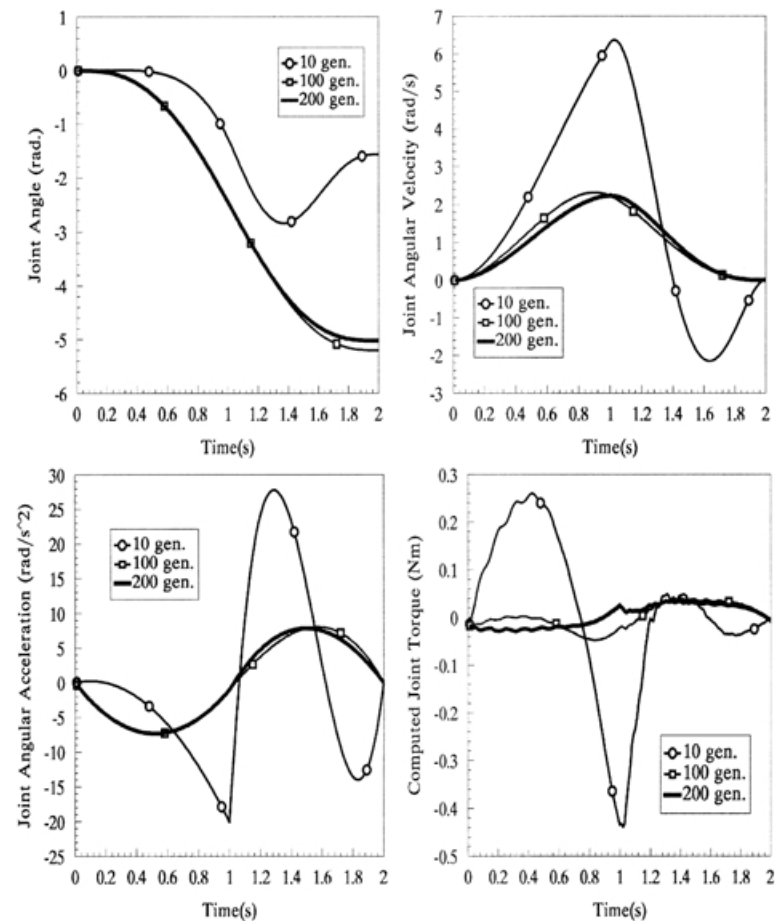 Joint Angle (rad.)
1
0
-1
-2
-3
-4
-5
-6
10 gen.
100 gen.
200 gen.
0 0.2 0.4 0.6 0.8 1 1.2 1.4 1.6 1.8 2
Time(s)
Joint Angular Velocity (rad/s)
7
6
5
4
3
2
1
0
-1
-2
-3
10 gen.
100 gen.
200 gen.
0 0.2 0.4 0.6 0.8 1 1.2 1.4 1.6 1.8 2
Time(s)
Joint Angular Acceleration (rad/s^2)
30
25
20
15
10
5
0
-5
-10
-15
-20
-25
10 gen.
100 gen.
200 gen.
0 0.2 0.4 0.6 0.8 1 1.2 1.4 1.6 1.8 2
Time(s)
Computed Joint Torque (Nm)
0.3
0.2
0.1
0
-0.1
-0.2
-0.3
-0.4
-0.5
10 gen.
100 gen.
200 gen.
0 0.2 0.4 0.6 0.8 1 1.2 1.4 1.6 1.8 2
Time(s)